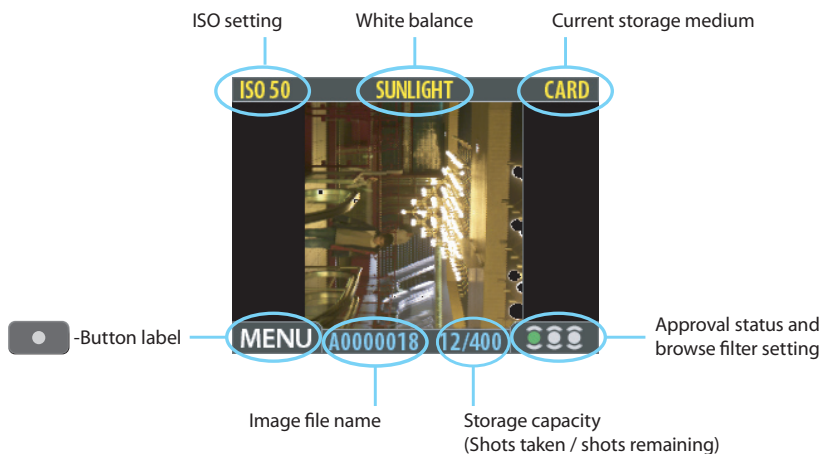 ISO setting
White balance
Current storage medium
ISO 50
SUNLIGHT
CARD
-Button label
MENU
A0000018
12/400
Approval status and
browse filter setting
Image file name
Storage capacity
(Shots taken / shots remaining)